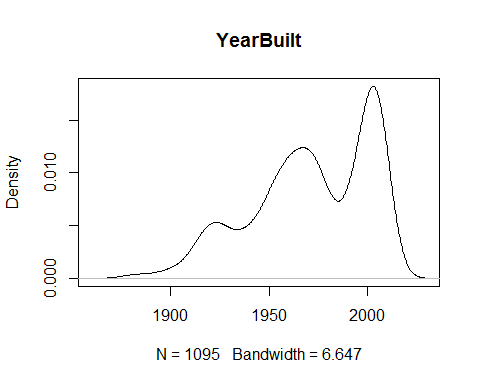 YearBuilt
Density
0.010
0.000
1900 1950 2000
N = 1095 Bandwidth = 6.647